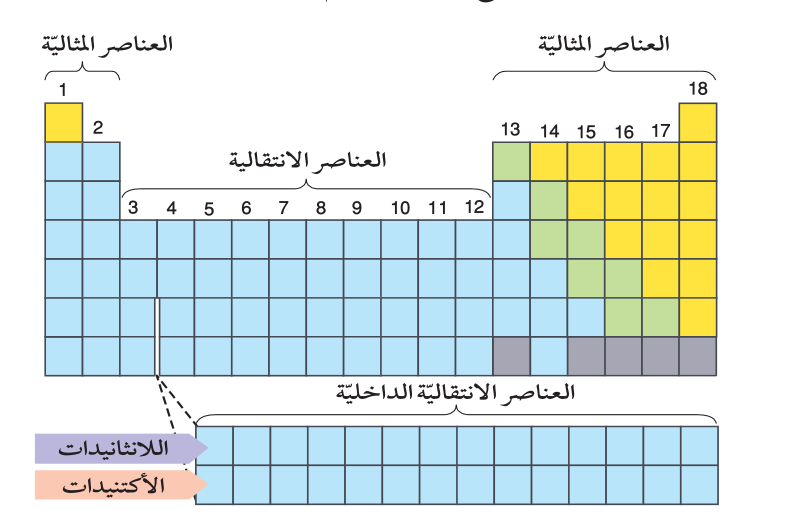 العناصر المثاليّة
العناصر المثاليّة
1
18
2
13 14 15 16 17
العناصر الانتقالية
3 4 5 6 7 8 9 10 11 12
العناصر الانتقاليّة الداخليّة
اللانثانيدات
الأكتنيدات